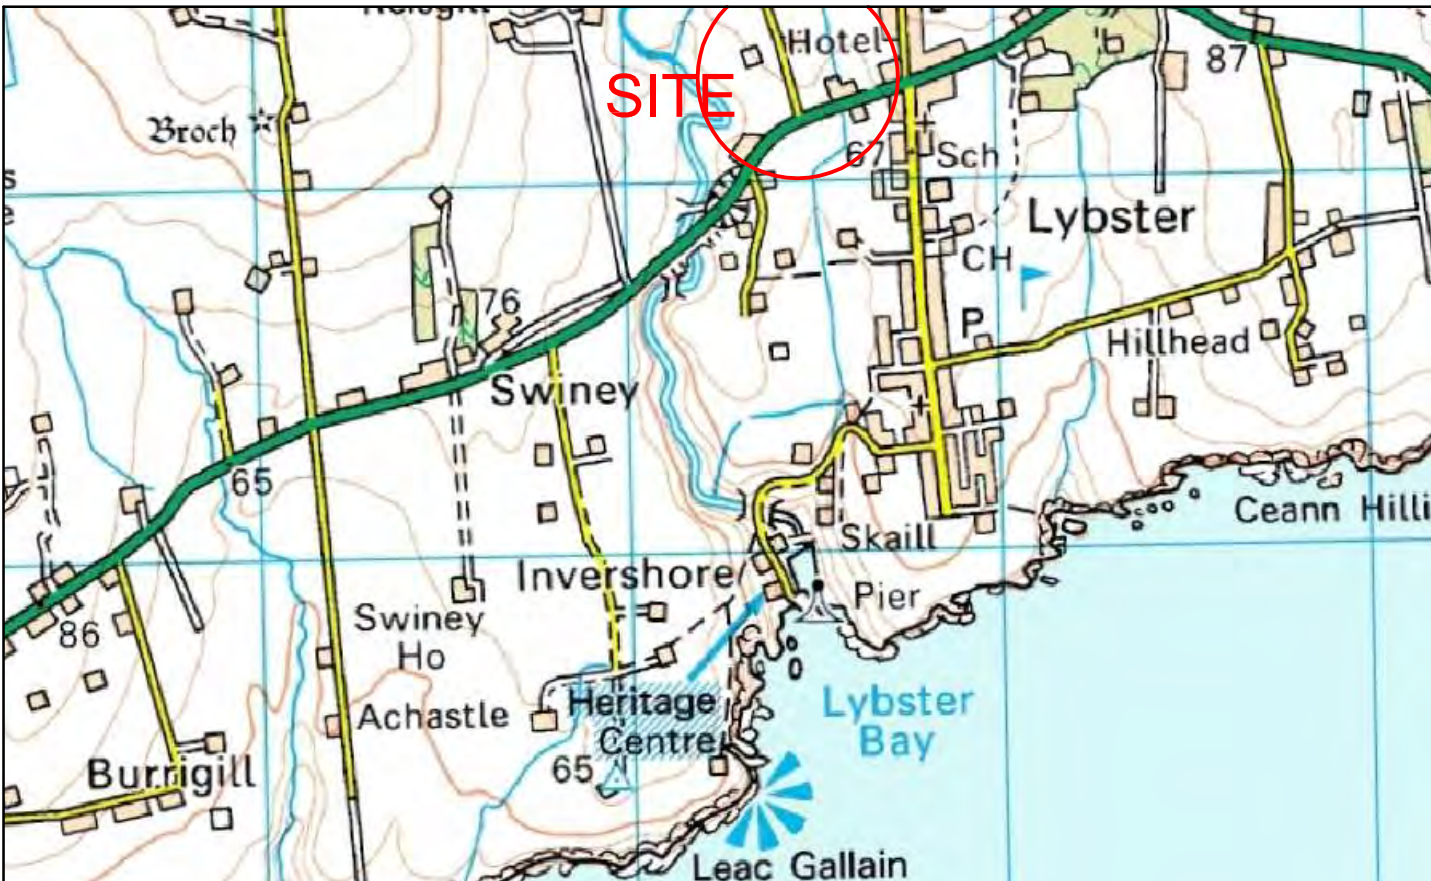 Hotel
SITE
87
Broch
67
Sch
Lybster
CH
76
P
Hillhead
Swiney
65
Ceann Hilli
Skaill
Invershore
Pier
86
Swiney
Ho
Heritage
Centre
Achastle
Lybster
Bay
65
Burrigill
Leac Gallain